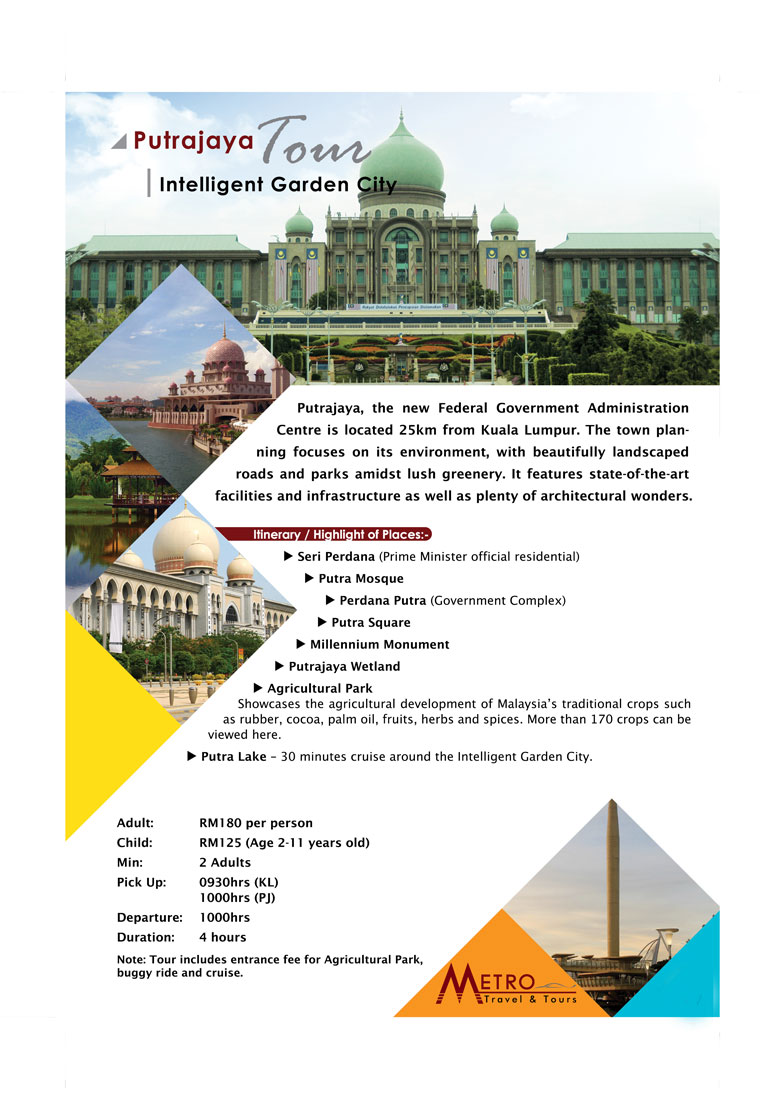 Putrajaya Tour
Intelligent Garden City
Putrajaya, the new Federal Government Administration
Centre is located 25km from Kuala Lumpur. The town plan-
ning focuses on its environment, with beautifully landscaped
roads and parks amidst lush greenery. It features state-of-the-art
facilities and infrastructure as well as plenty of architectural wonders.
Itinerary / Highlight of Places:-
▶ Seri Perdana (Prime Minister official residential)
▶ Putra Mosque
▶ Perdana Putra (Government Complex)
▶ Putra Square
▶ Millennium Monument
▶ Putrajaya Wetland
▶ Agricultural Park
Showcases the agricultural development of Malaysia's traditional crops such
as rubber, cocoa, palm oil, fruits, herbs and spices. More than 170 crops can be
viewed here.
▶ Putra Lake – 30 minutes cruise around the Intelligent Garden City.
Adult: RM180 per person
Child: RM125 (Age 2-11 years old)
Min: 2 Adults
Pick Up: 0930hrs (KL)
1000hrs (PJ)
Departure: 1000hrs
Duration: 4 hours
Note: Tour includes entrance fee for Agricultural Park,
buggy ride and cruise.
METRO
Travel & Tours